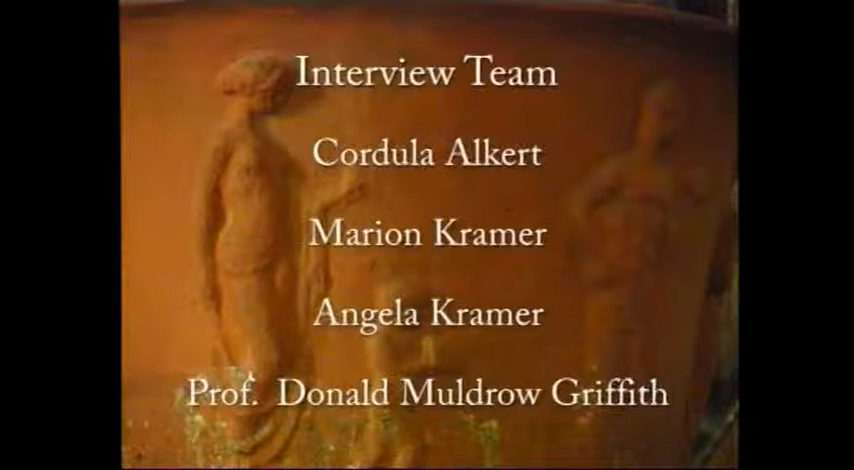 Interview Team
Cordula Alkert
Marion Kramer
Angela Kramer
Prof. Donald Muldrow Griffith